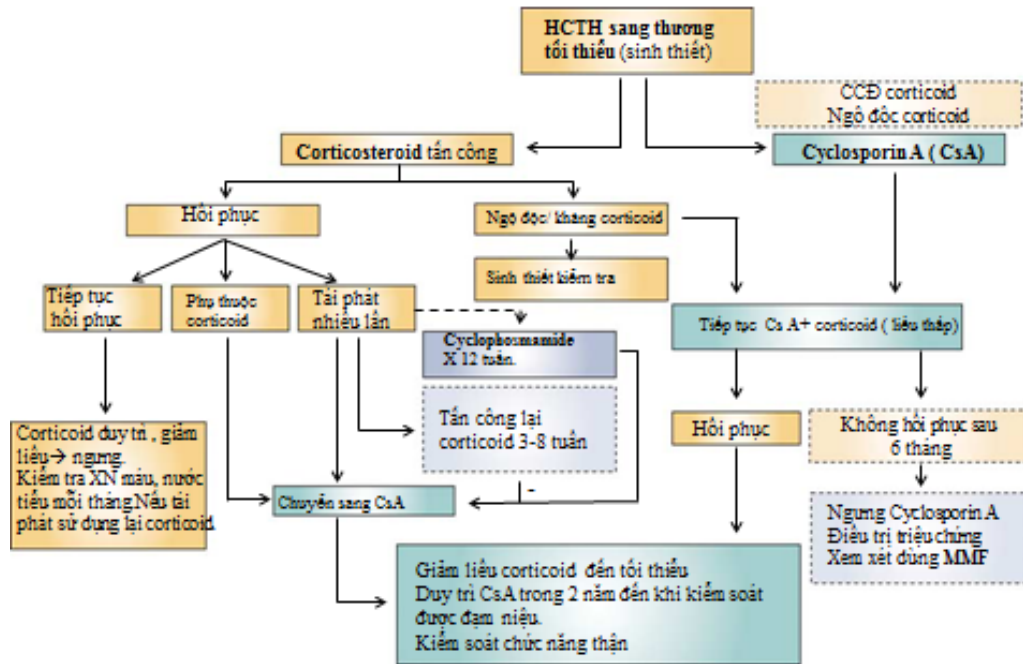 HCTH sang thương
tối thiểu (sinh thiết)
CCĐ corticoid
Ngộ độc corticoid
Corticosteroid tấn công
Cyclosporin A ( CsA)
Hồi phục
Ngộ độc/ kháng corticoid
Sinh thiết kiểm tra
Tiếp tục
hồi phục
Phụ thuộc
corticoid
Tái phát
nhiều lần
Cyclophosmamide
X 12 tuần.
Tiếp tục Cs A+ corticoid ( liều thấp)
Tấn công lại
corticoid 3-8 tuần
Hồi phục
Không hồi phục sau
6 tháng
Corticoid duy trì , giảm
liều→ ngưng.
Kiểm tra XN máu, nước
tiểu mỗi tháng.Nếu tái
phát sử dụng lại corticoid
-
Chuyển sang CsA
Ngưng Cyclosporin A
Điều trị triệu chứng
Xem xét dùng MMF
Giảm liều corticoid đến tối thiểu
Duy trì CsA trong 2 năm đến khi kiểm soát
được đạm niệu.
Kiểm soát chức năng thận